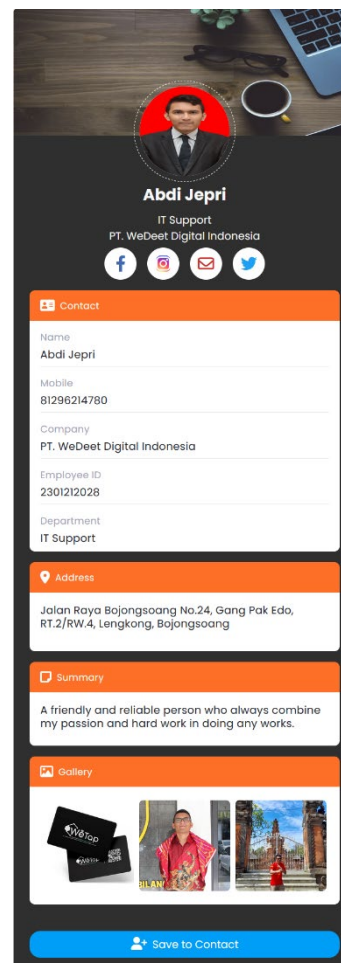 Abdi Jepri
IT Support
PT. WeDeet Digital Indonesia
Contact
Name
Abdi Jepri
Mobile
81296214780
Company
PT. WeDeet Digital Indonesia
Employee ID
2301212028
Department
IT Support
Address
Jalan Raya Bojongsoang No.24, Gang Pak Edo,
RT.2/RW.4, Lengkong, Bojongsoang
Summary
A friendly and reliable person who always combine
my passion and hard work in doing any works.
Gallery
WeTap
WeTap
BILAN
Save to Contact